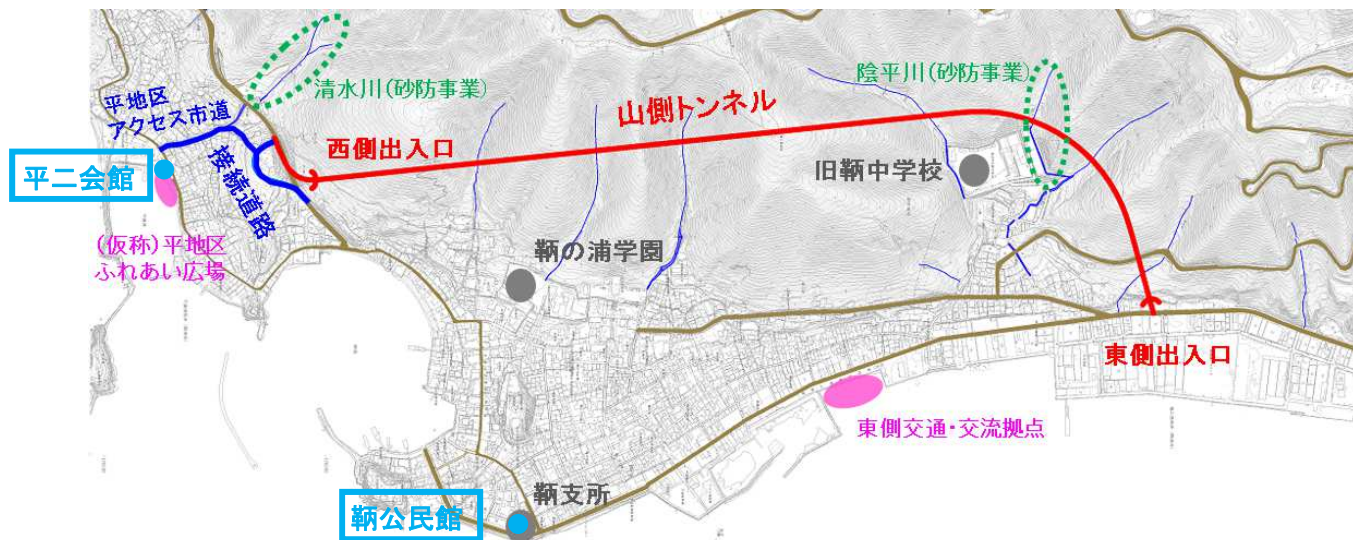 清水川(砂防事業)
陰平川(砂防事業)
平地区
アクセス市道
山側トンネル
西側出入口
平二会館
接続道路
旧鞆中学校
(仮称)平地区
ふれあい広場
鞆の浦学園
東側出入口
東側交通・交流拠点
鞆支所
鞆公民館